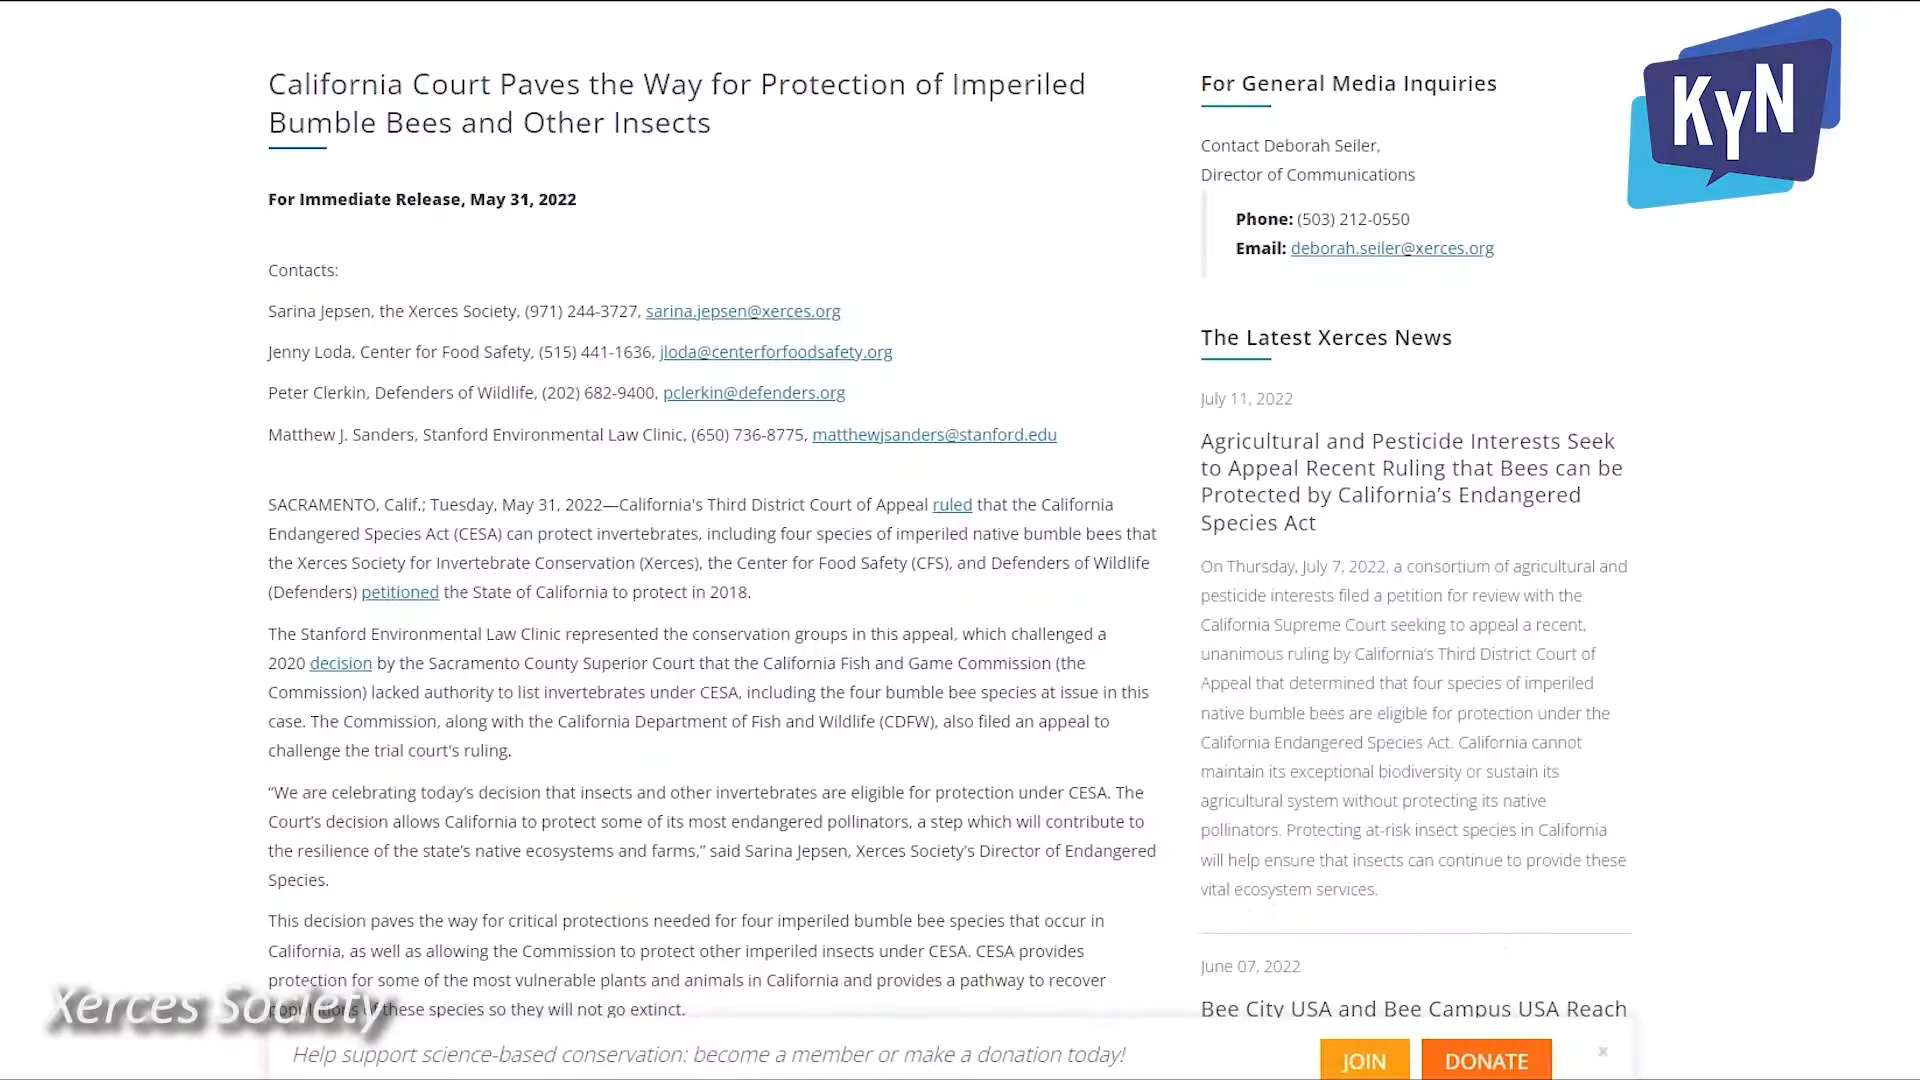 California Court Paves the Way for Protection of Imperiled
Bumble Bees and Other Insects
For Immediate Release, May 31, 2022
Contacts:
Sarina Jepsen, the Xerces Society, (971) 244-3727, sarina.jepsen@xerces.org
Jenny Loda, Center for Food Safety, (515) 441-1636, jloda@centerforfoodsafety.org
Peter Clerkin, Defenders of Wildlife, (202) 682-9400, pclerkin@defenders.org
Matthew J. Sanders, Stanford Environmental Law Clinic, (650) 736-8775, matthewjsanders@stanford.edu
SACRAMENTO, Calif.; Tuesday, May 31, 2022—California's Third District Court of Appeal ruled that the California
Endangered Species Act (CESA) can protect invertebrates, including four species of imperiled native bumble bees that
the Xerces Society for Invertebrate Conservation (Xerces), the Center for Food Safety (CFS), and Defenders of Wildlife
(Defenders) petitioned the State of California to protect in 2018.
The Stanford Environmental Law Clinic represented the conservation groups in this appeal, which challenged a
2020 decision by the Sacramento County Superior Court that the California Fish and Game Commission (the
Commission) lacked authority to list invertebrates under CESA, including the four bumble bee species at issue in this
case. The Commission, along with the California Department of Fish and Wildlife (CDFW), also filed an appeal to
challenge the trial court's ruling.
“We are celebrating today’s decision that insects and other invertebrates are eligible for protection under CESA. The
Court’s decision allows California to protect some of its most endangered pollinators, a step which will contribute to
the resilience of the state’s native ecosystems and farms,” said Sarina Jepsen, Xerces Society’s Director of Endangered
Species.
This decision paves the way for critical protections needed for four imperiled bumble bee species that occur in
California, as well as allowing the Commission to protect other imperiled insects under CESA. CESA provides
protection for some of the most vulnerable plants and animals in California and provides a pathway to recover
populations of these species so they will not go extinct.
For General Media Inquiries
Contact Deborah Seiler,
Director of Communications
Phone: (503) 212-0550
Email: deborah.seiler@xerces.org
The Latest Xerces News
July 11, 2022
Agricultural and Pesticide Interests Seek
to Appeal Recent Ruling that Bees can be
Protected by California’s Endangered
Species Act
On Thursday, July 7, 2022, a consortium of agricultural and
pesticide interests filed a petition for review with the
California Supreme Court seeking to appeal a recent,
unanimous ruling by California’s Third District Court of
Appeal that determined that four species of imperiled
native bumble bees are eligible for protection under the
California Endangered Species Act. California cannot
maintain its exceptional biodiversity or sustain its
agricultural system without protecting its native
pollinators. Protecting at-risk insect species in California
will help ensure that insects can continue to provide these
vital ecosystem services.
June 07, 2022
Bee City USA and Bee Campus USA Reach
KyN
Xerces Society
Help support science-based conservation: become a member or make a donation today!
JOIN
DONATE
x